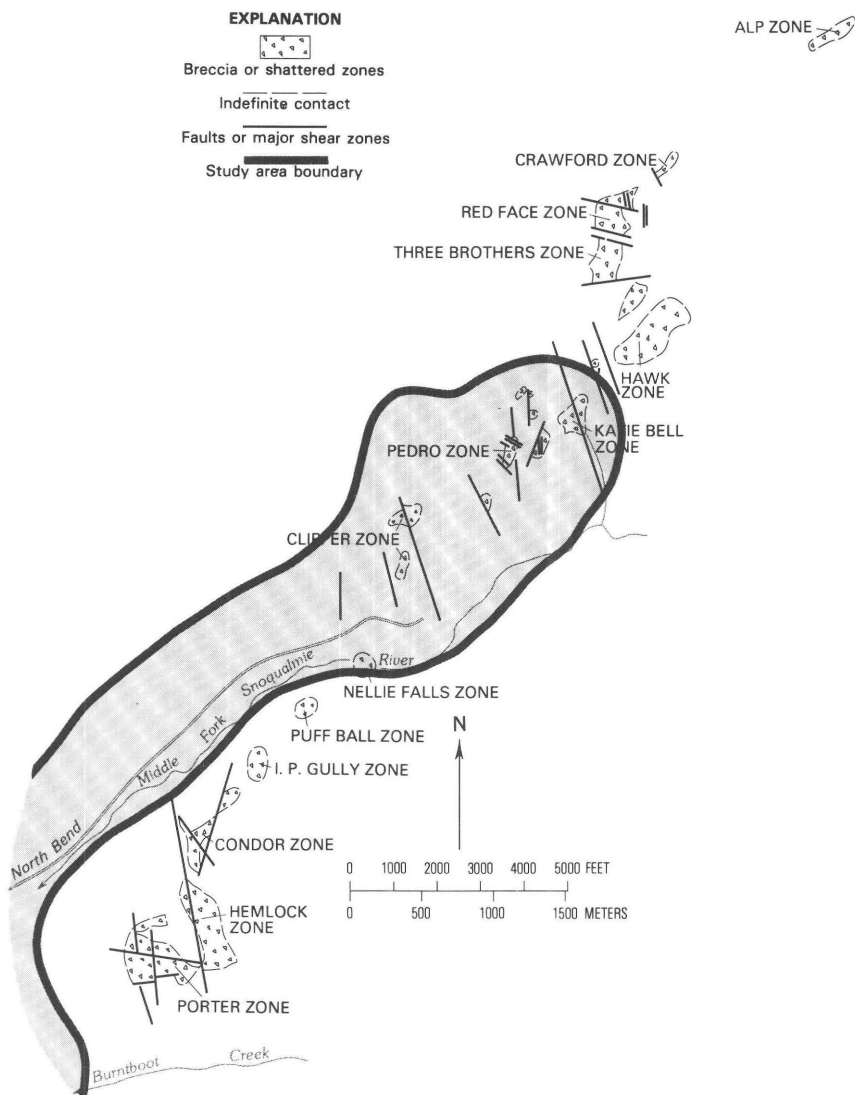 EXPLANATION
Breccia or shattered zones
Indefinite contact
Faults or major shear zones
Study area boundary
ALP ZONE
CRAWFORD ZONE
RED FACE ZONE
THREE BROTHERS ZONE
HAWK
ZONE
KATIE BELL
ZONE
PEDRO ZONE
CLIPPER ZONE
Snoqualmie
River
NELLIE FALLS ZONE
Fork
PUFF BALL ZONE
Middle
I. P. GULLY ZONE
N
North Bend
CONDOR ZONE
0 1000 2000 3000 4000 5000 FEET
0 500 1000 1500 METERS
HEMLOCK
ZONE
PORTER ZONE
Burntboot Creek